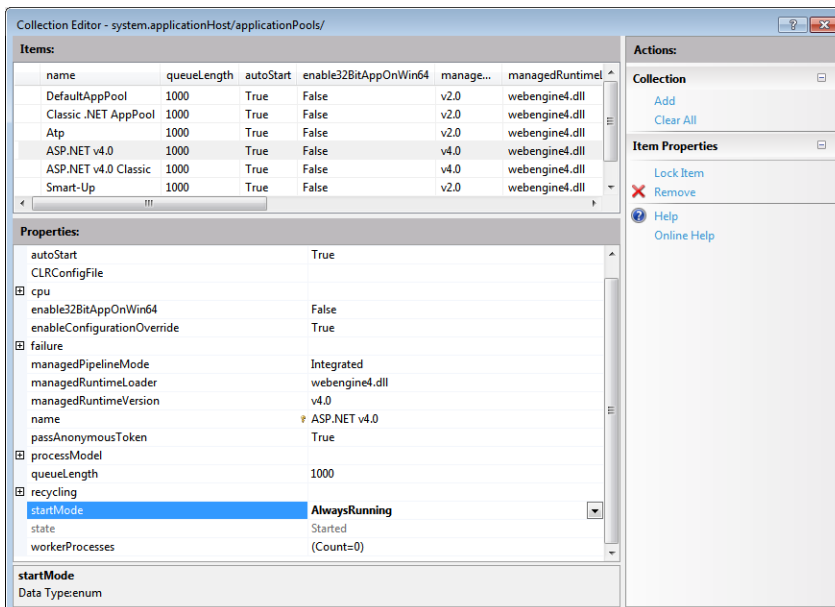 Collection Editor - system.applicationHost/applicationPools/
Items:
name queueLength autoStart enable32BitAppOnWin64 manage... managedRuntimeL
DefaultAppPool 1000 True False v2.0 webengine4.dll
Classic .NET AppPool 1000 True False v2.0 webengine4.dll
Atp 1000 True False v2.0 webengine4.dll
ASP.NET v4.0 1000 True False v4.0 webengine4.dll
ASP.NET v4.0 Classic 1000 True False v4.0 webengine4.dll
Smart-Up 1000 True False v2.0 webengine4.dll
Properties:
autoStart True
CLRConfigFile
cpu
enable32BitAppOnWin64 False
enableConfigurationOverride True
failure
managedPipelineMode Integrated
managedRuntimeLoader webengine4.dll
managedRuntimeVersion v4.0
name ASP.NET v4.0
passAnonymousToken True
processModel
queueLength 1000
recycling
startMode AlwaysRunning
state Started
workerProcesses (Count=0)
startMode
Data Type:enum
Actions:
Collection
Add
Clear All
Item Properties
Lock Item
Remove
Help
Online Help